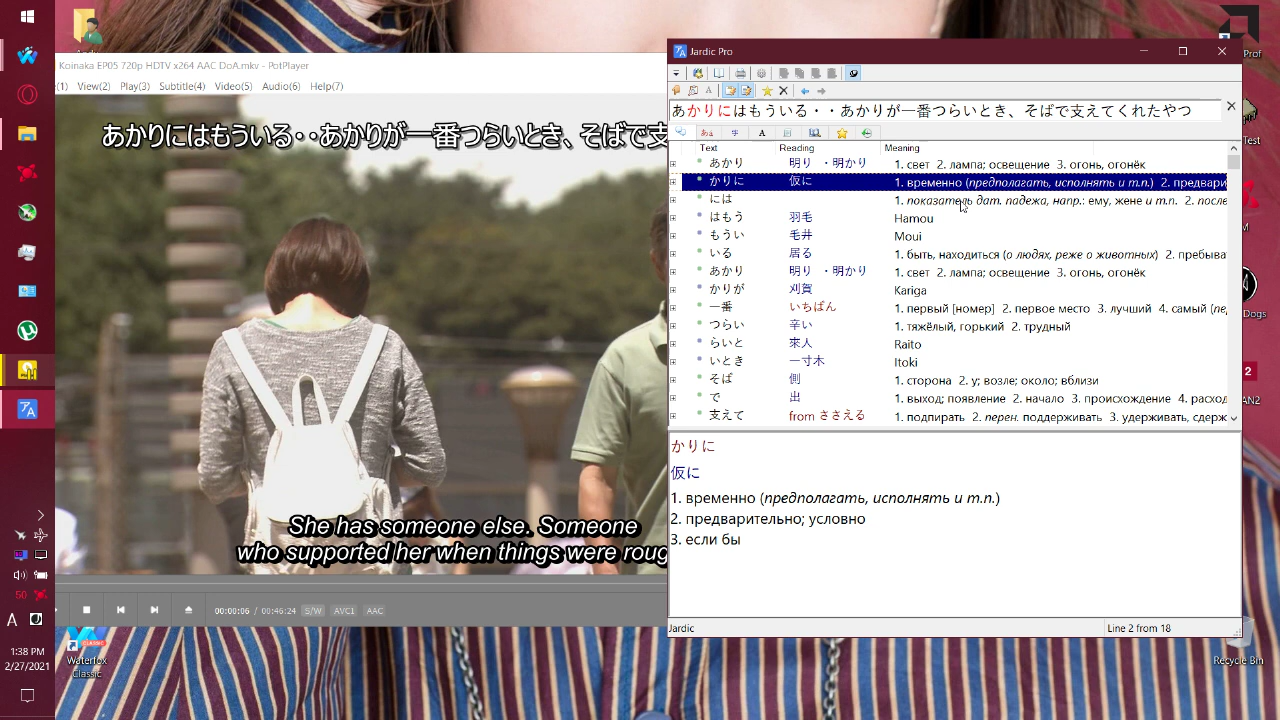 Koinaka EP05 720p HDTV x264 AAC DoA.mkv - PotPlayer
(1) View(2) Play(3) Subtitle(4) Video(5) Audio(6) Help(7)
あかりにはもういる・・あかりが一番つらいとき、そばで支
She has someone else. Someone
who supported her when things were roug
00:00:06 / 00:46:24 S/W AVC1 AAC
Jardic Pro
あかりにはもういる・・あかりが一番つらいとき、そばで支えてくれたやつ
Text Reading Meaning
あかり 明り ・明かり 1. свет 2. лампа; освещение 3. огонь, огонёк
かりに 仮に 1. временно (предполагать, исполнять и т.п.) 2. предвари
には 1. показатель дат. падежа, напр.: ему, жене и т.п. 2. после
はもう 羽毛 Hamou
もうい 毛井 Moui
いる 居る 1. быть, находиться (о людях, реже о животных) 2. пребыва
あかり 明り ・明かり 1. свет 2. лампа; освещение 3. огонь, огонёк
かりが 刈賀 Kariga
一番 いちばん 1. первый [номер] 2. первое место 3. лучший 4. самый (пе
つらい 辛い 1. тяжёлый, горький 2. трудный
らいと 來人 Raito
いとき 一寸木 Itoki
そば 側 1. сторона 2. у; возле; около; вблизи
で 出 1. выход; появление 2. начало 3. происхождение 4. расход
支えて from ささえる 1. подпирать 2. перен. поддерживать 3. удерживать, сдерж
かりに
仮に
1. временно (предполагать, исполнять и т.п.)
2. предварительно; условно
3. если бы
Jardic Line 2 from 18
Prof
Test
M
Dogs
2
AN2
Recycle Bin
Waterfox
Classic
50
A
1:38 PM
2/27/2021